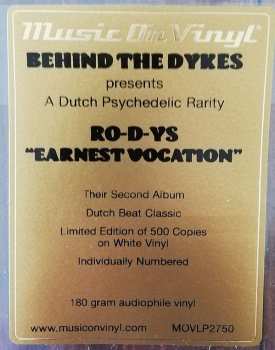 Music On Vinyl
BEHIND THE DYKES
presents
A Dutch Psychedelic Rarity
RO-D-YS
"EARNEST VOCATION"
Their Second Album
Dutch Beat Classic
Limited Edition of 500 Copies
on White Vinyl
Individually Numbered
180 gram audiophile vinyl
www.musiconvinyl.com MOVLP2750